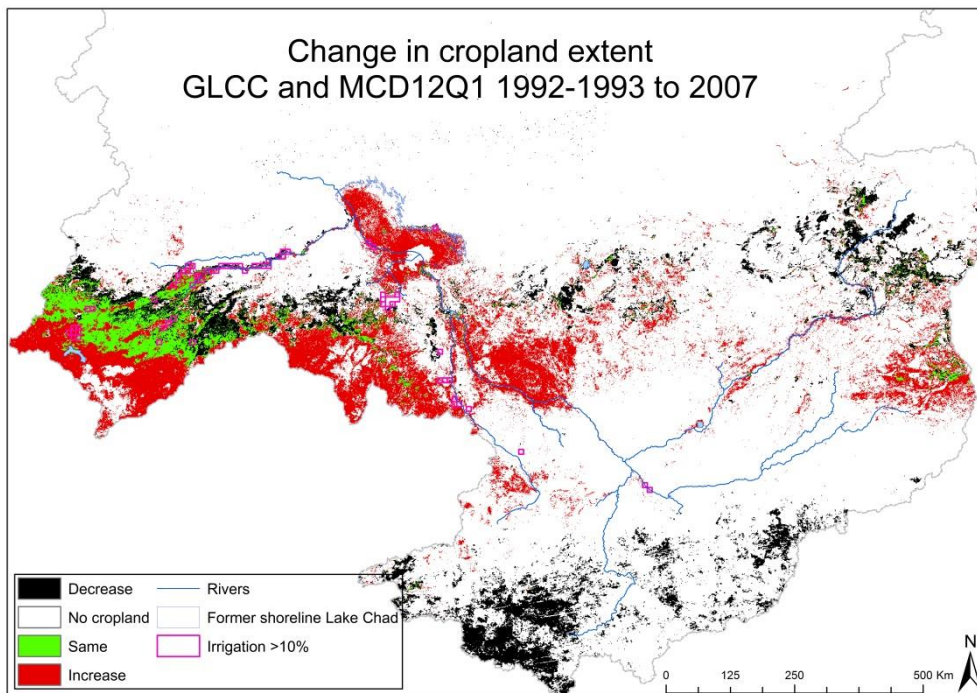 Change in cropland extent
GLCC and MCD12Q1 1992-1993 to 2007
Decrease
Rivers
No cropland
Former shoreline Lake Chad
Same
Irrigation >10%
Increase
0 125 250 500 Km
N